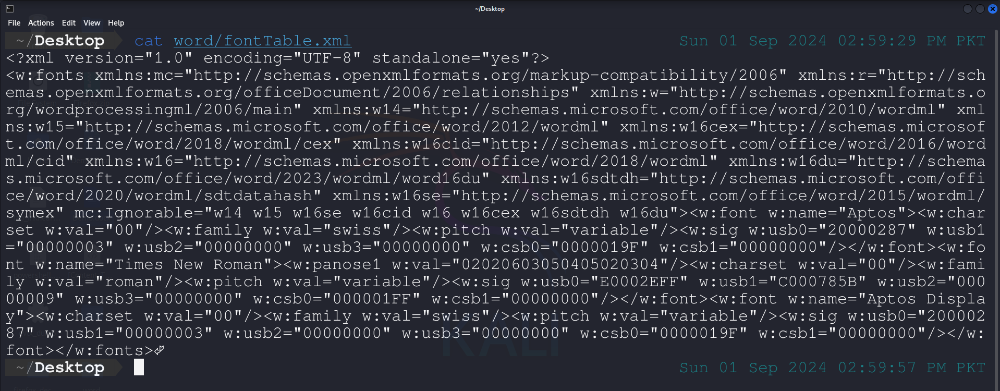 ~/Desktop
File Actions Edit View Help
~/Desktop cat word/fontTable.xml Sun 01 Sep 2024 02:59:29 PM PKT
<?xml version="1.0" encoding="UTF-8" standalone="yes"?>
<w:fonts xmlns:mc="http://schemas.openxmlformats.org/markup-compatibility/2006" xmlns:r="http://sch
emas.openxmlformats.org/officeDocument/2006/relationships" xmlns:w="http://schemas.openxmlformats.o
rg/wordprocessingml/2006/main" xmlns:w14="http://schemas.microsoft.com/office/word/2010/wordml" xml
ns:w15="http://schemas.microsoft.com/office/word/2012/wordml" xmlns:w16cex="http://schemas.microsof
t.com/office/word/2018/wordml/cex" xmlns:w16cid="http://schemas.microsoft.com/office/word/2016/word
ml/cid" xmlns:w16="http://schemas.microsoft.com/office/word/2018/wordml" xmlns:w16du="http://schema
s.microsoft.com/office/word/2023/wordml/word16du" xmlns:w16sdtdh="http://schemas.microsoft.com/offi
ce/word/2020/wordml/sdtdatahash" xmlns:w16se="http://schemas.microsoft.com/office/word/2015/wordml/
symex" mc:Ignorable="w14 w15 w16se w16cid w16 w16cex w16sdtdh w16du"><w:font w:name="Aptos"><w:char
set w:val="00"/><w:family w:val="swiss"/><w:pitch w:val="variable"/><w:sig w:usb0="20000287" w:usb1
="00000003" w:usb2="00000000" w:usb3="00000000" w:csb0="0000019F" w:csb1="00000000"/></w:font><w:fo
nt w:name="Times New Roman"><w:panose1 w:val="02020603050405020304"/><w:charset w:val="00"/><w:fami
ly w:val="roman"/><w:pitch w:val="variable"/><w:sig w:usb0="E0002EFF" w:usb1="C000785B" w:usb2="000
00009" w:usb3="00000000" w:csb0="000001FF" w:csb1="00000000"/></w:font><w:font w:name="Aptos Displa
y"><w:charset w:val="00"/><w:family w:val="swiss"/><w:pitch w:val="variable"/><w:sig w:usb0="200002
87" w:usb1="00000003" w:usb2="00000000" w:usb3="00000000" w:csb0="0000019F" w:csb1="00000000"/></w:
font></w:fonts>
KALI
~/Desktop Sun 01 Sep 2024 02:59:57 PM PKT